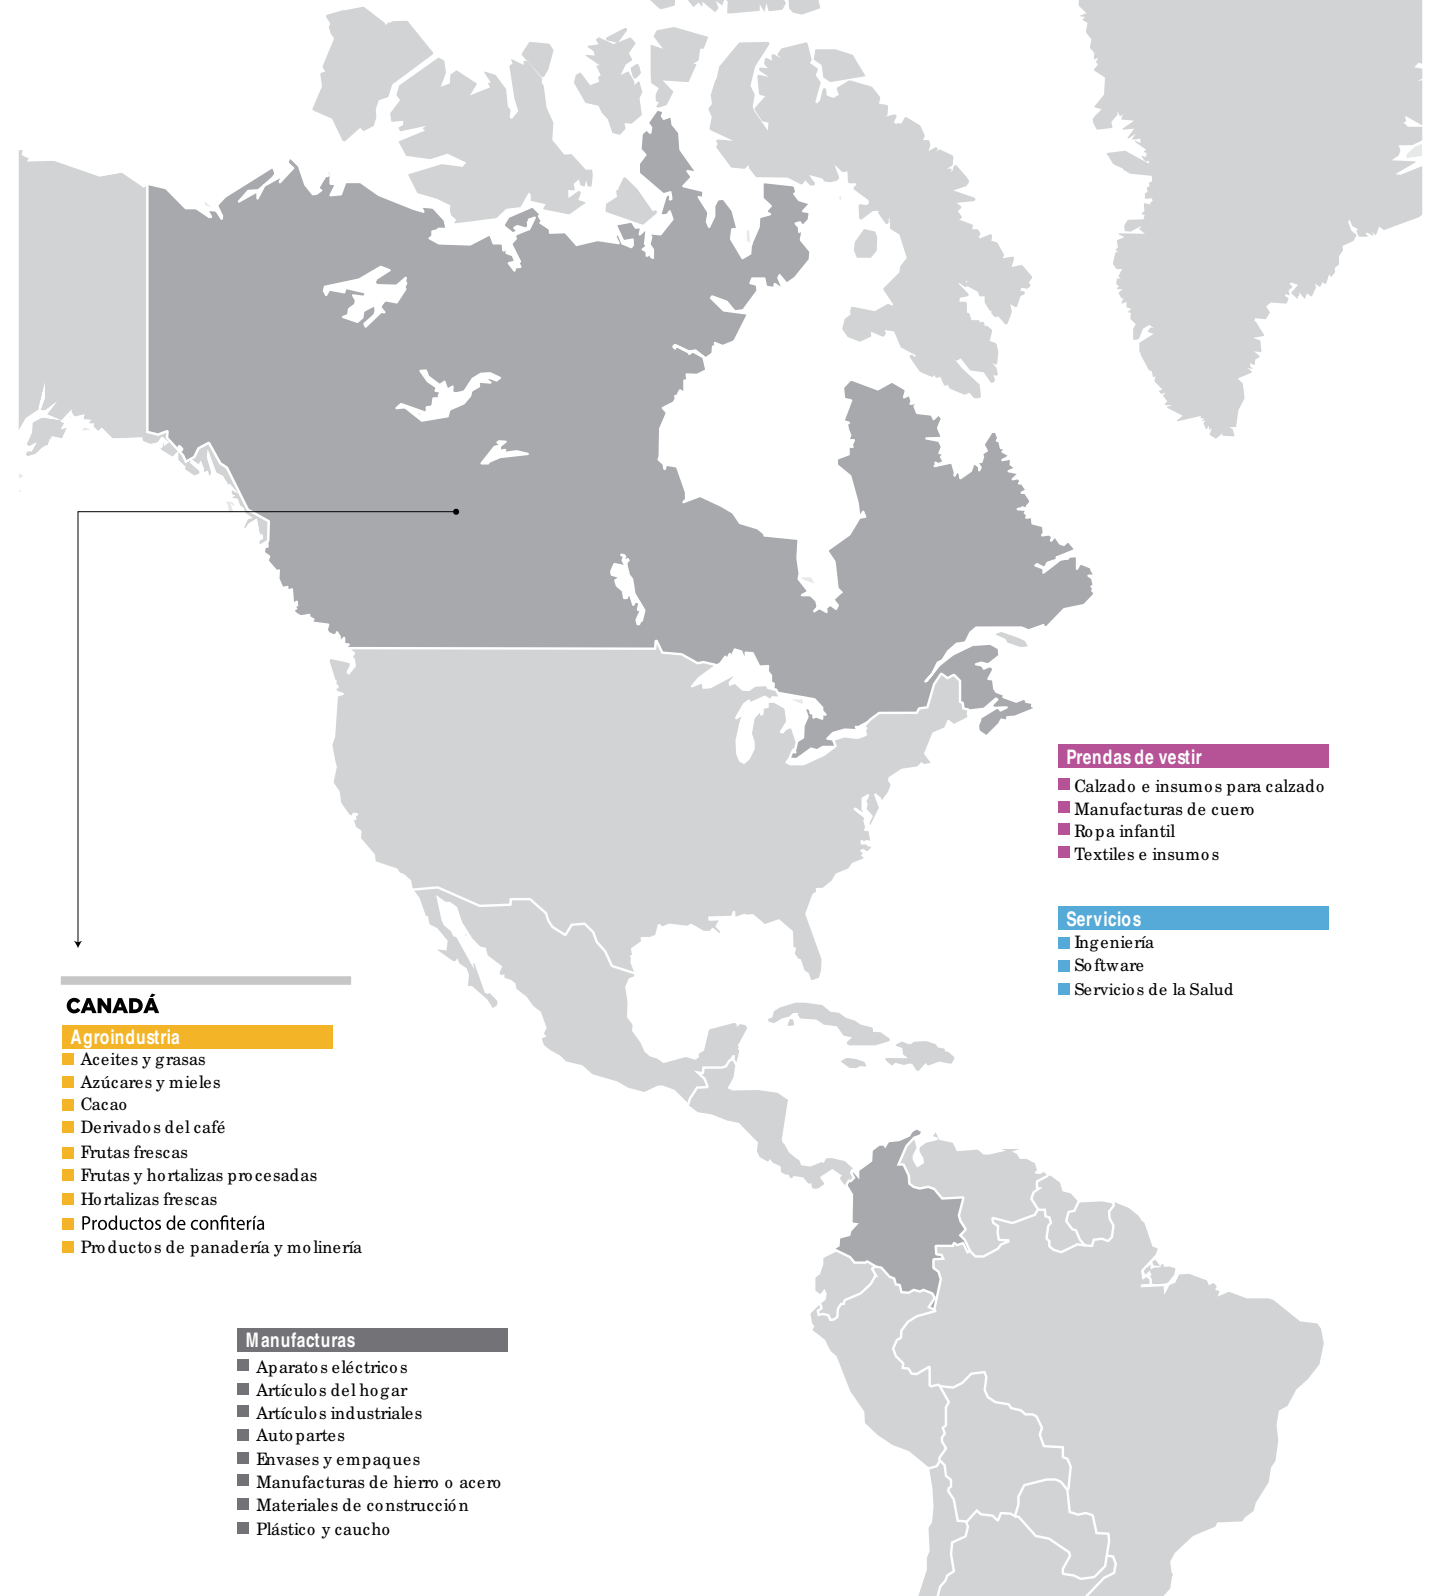 CANADÁ
Agroindustria
Aceites y grasas
Azúcares y mieles
Cacao
Derivados del café
Frutas frescas
Frutas y hortalizas procesadas
Hortalizas frescas
Productos de confitería
Productos de panadería y molinería
Manufacturas
Aparatos eléctricos
Artículos del hogar
Artículos industriales
Autopartes
Envases y empaques
Manufacturas de hierro o acero
Materiales de construcción
Plástico y caucho
Prendas de vestir
Calzado e insumos para calzado
Manufacturas de cuero
Ropa infantil
Textiles e insumos
Servicios
Ingeniería
Software
Servicios de la Salud